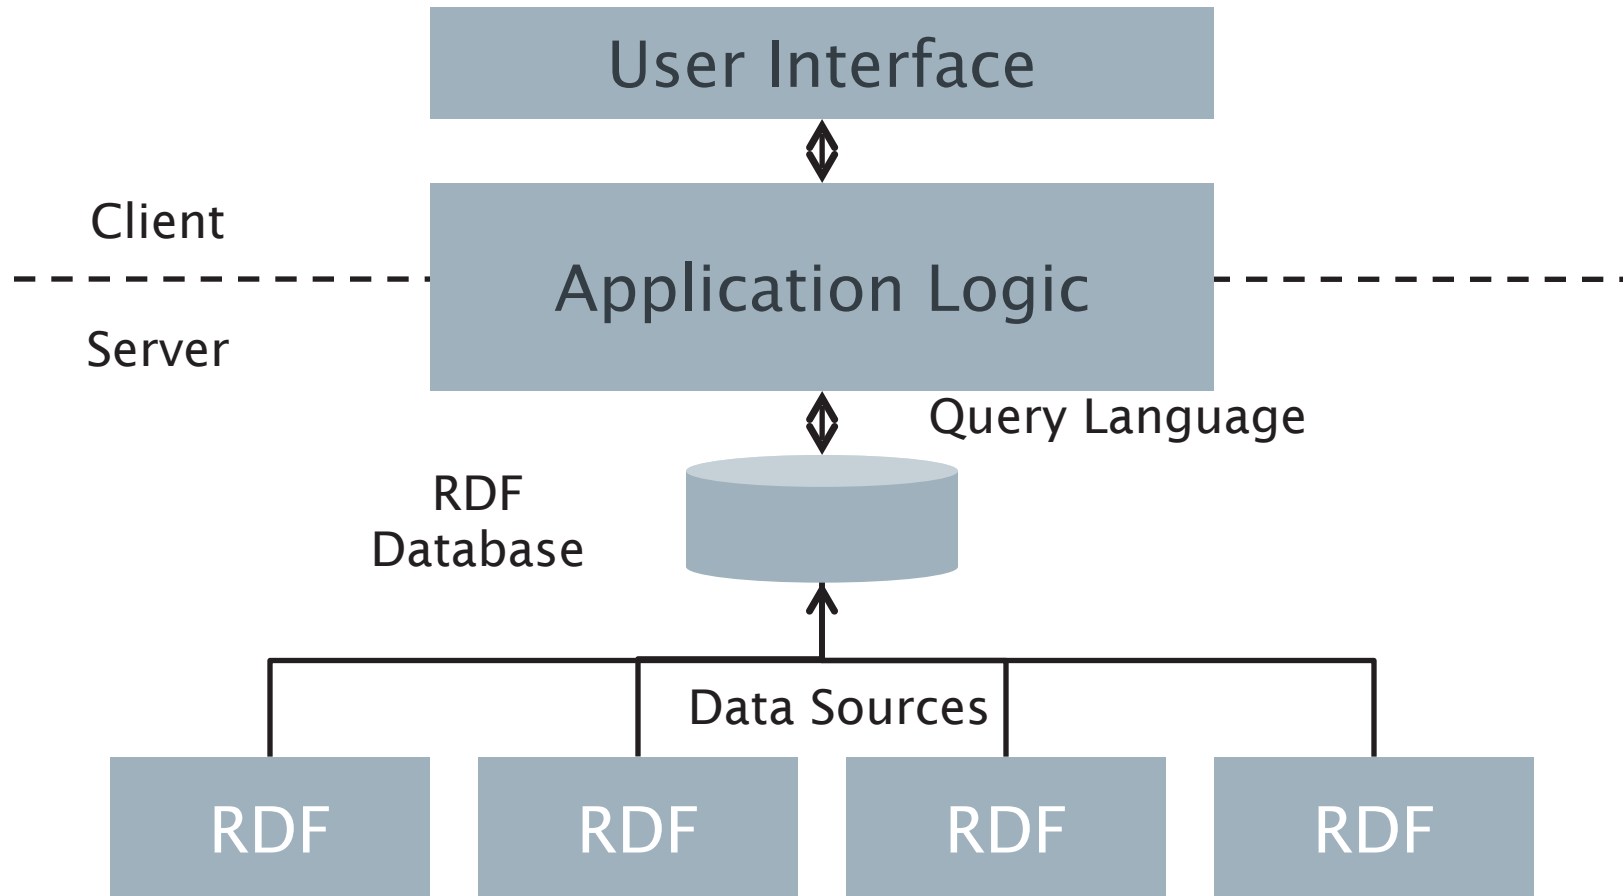 User Interface
Client
Application Logic
Server
Query Language
RDF
Database
Data Sources
RDF
RDF
RDF
RDF